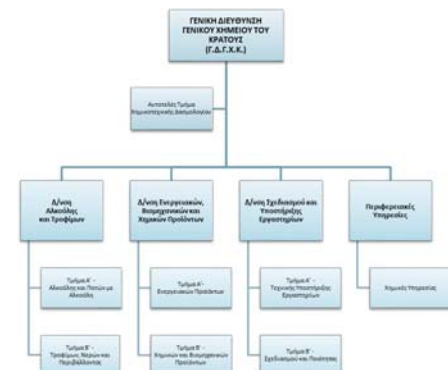 ΓΕΝΙΚΗ ΔΙΕΥΘΥΝΣΗ
ΓΕΝΙΚΟΥ ΧΗΜΕΙΟΥ ΤΟΥ
ΚΡΑΤΟΥΣ
(Γ.Δ.Γ.Χ.Κ.)
Αυτοτελές Τμήμα
Χημικοτεχνικής Δασμολογίου
Δ/νση
Αλκοόλης
και Τροφίμων
Δ/νση Ενεργειακών,
Βιομηχανικών και
Χημικών Προϊόντων
Δ/νση Σχεδιασμού και
Υποστήριξης
Εργαστηρίων
Περιφερειακές
Υπηρεσίες
Τμήμα Α΄ -
Αλκοόλης και Ποτών με
Αλκοόλη
Τμήμα Α΄-
Ενεργειακών Προϊόντων
Τμήμα Α΄ -
Τεχνικής Υποστήριξης
Εργαστηρίων
Χημικές Υπηρεσίες
Τμήμα Β΄ -
Τροφίμων, Νερών και
Περιβάλλοντος
Τμήμα Β΄ -
Χημικών και Βιομηχανικών
Προϊόντων
Τμήμα Β΄-
Σχεδιασμού και Ποιότητας